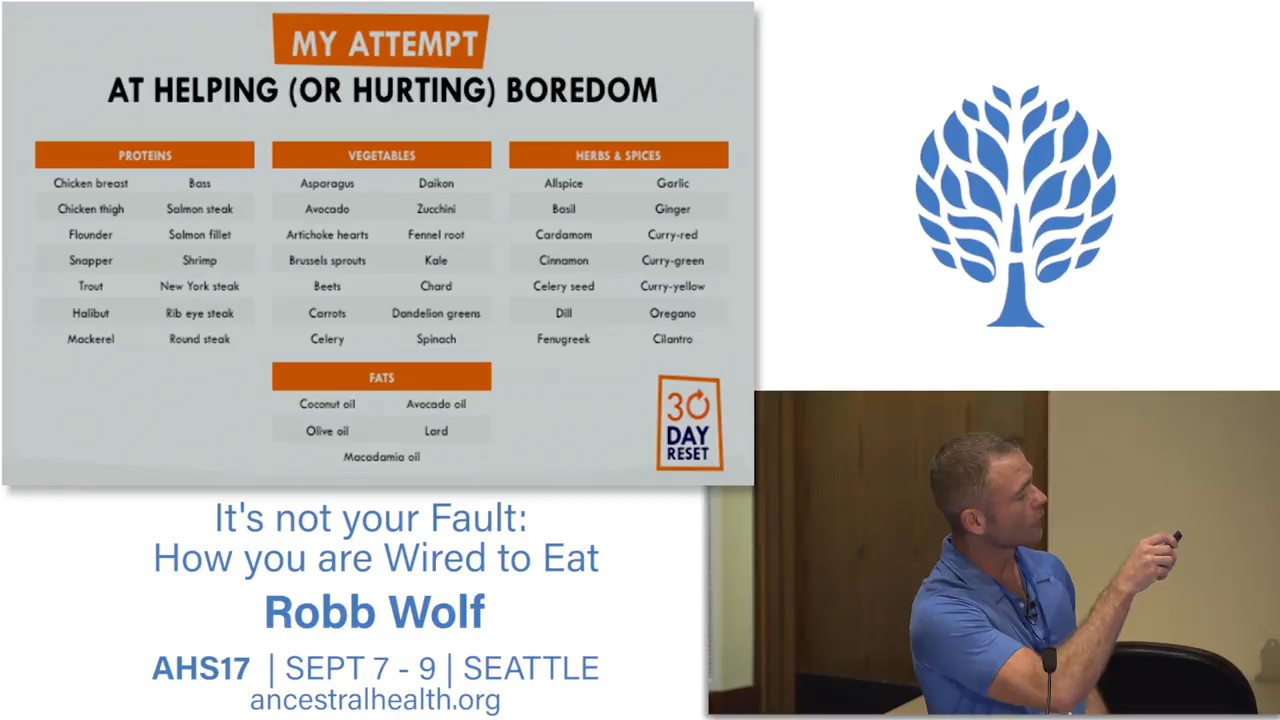 MY ATTEMPT
AT HELPING (OR HURTING) BOREDOM
PROTEINS
Chicken breast Bass
Chicken thigh Salmon steak
Flounder Salmon fillet
Snapper Shrimp
Trout New York steak
Halibut Rib eye steak
Mackerel Round steak
VEGETABLES
Asparagus Daikon
Avocado Zucchini
Artichoke hearts Fennel root
Brussels sprouts Kale
Beets Chard
Carrots Dandelion greens
Celery Spinach
HERBS & SPICES
Allspice Garlic
Basil Ginger
Cardamom Curry-red
Cinnamon Curry-green
Celery seed Curry-yellow
Dill Oregano
Fenugreek Cilantro
FATS
Coconut oil Avocado oil
Olive oil Lard
Macadamia oil
30
DAY
RESET
It's not your Fault:
How you are Wired to Eat
Robb Wolf
AHS17 | SEPT 7 - 9 | SEATTLE
ancestralhealth.org